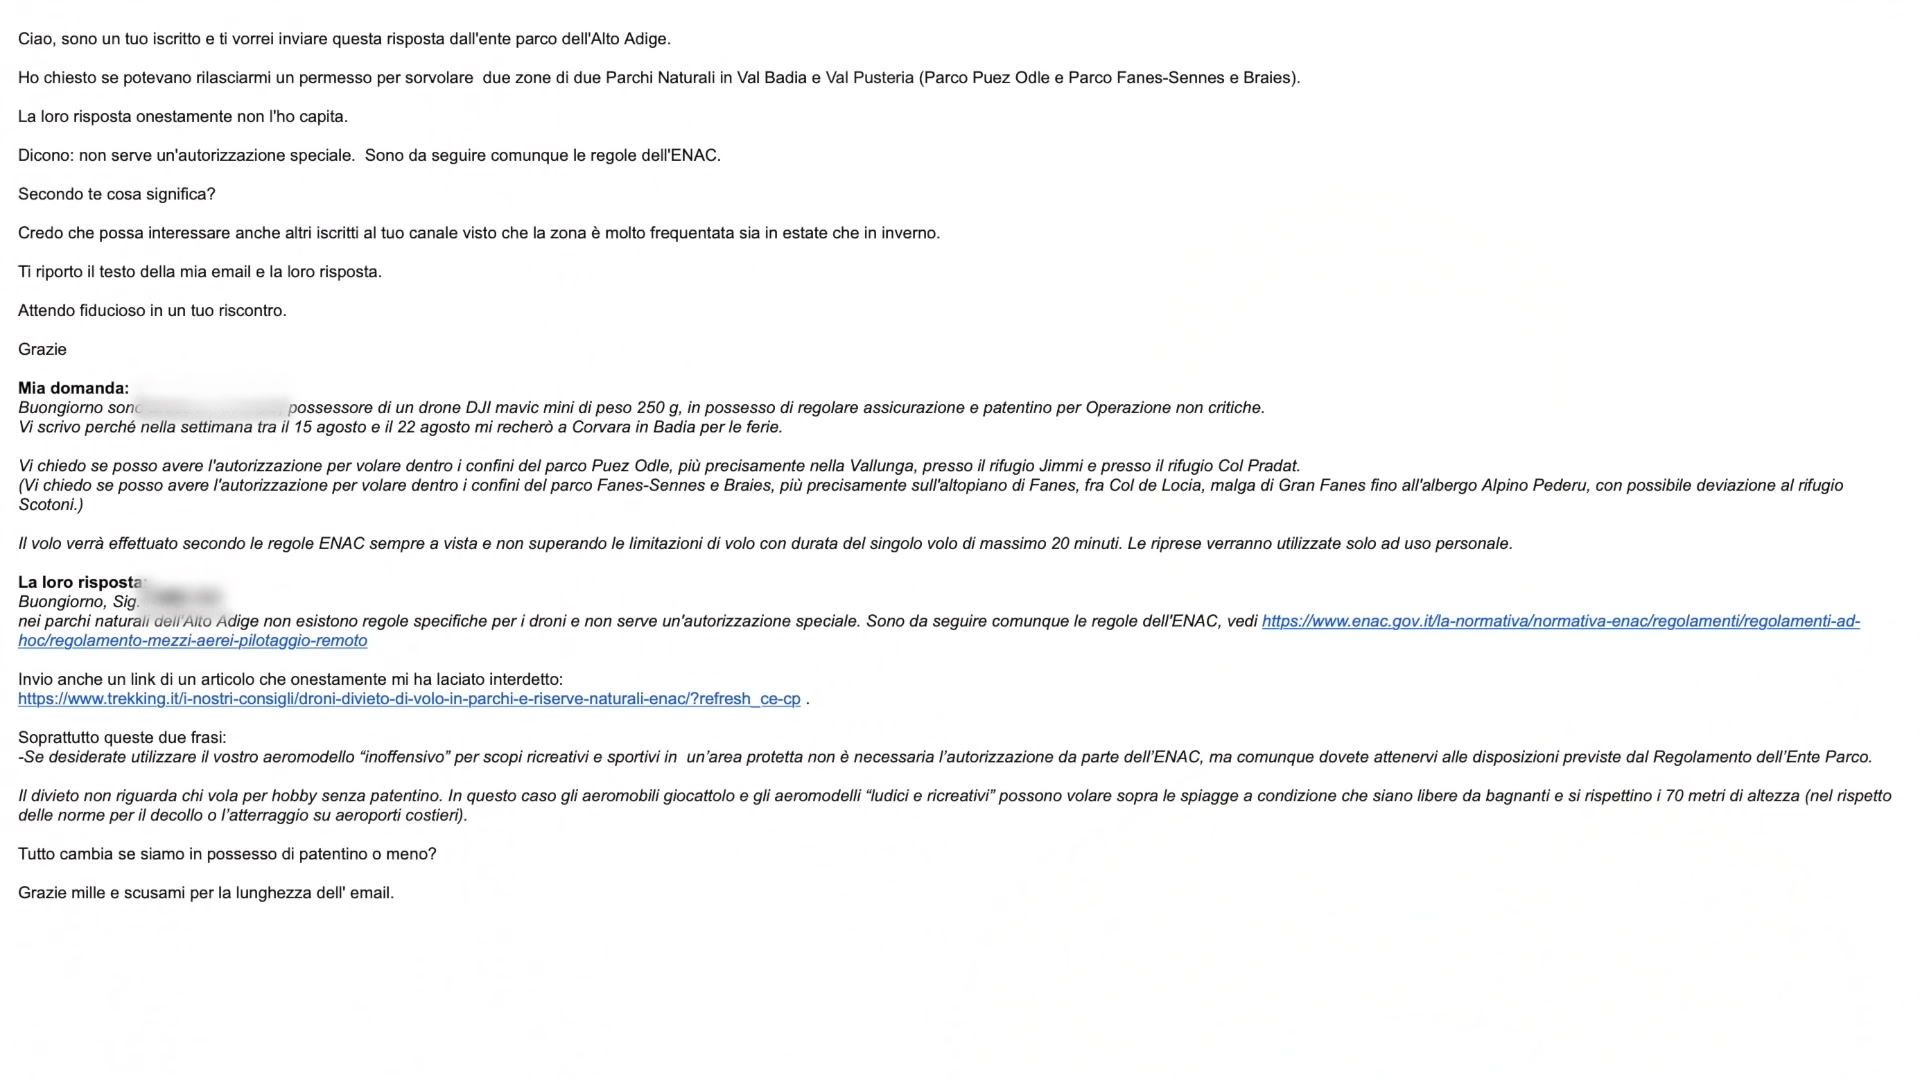 Ciao, sono un tuo iscritto e ti vorrei inviare questa risposta dall'ente parco dell'Alto Adige.
Ho chiesto se potevano rilasciarmi un permesso per sorvolare  due zone di due Parchi Naturali in Val Badia e Val Pusteria (Parco Puez Odle e Parco Fanes-Sennes e Braies).
La loro risposta onestamente non l'ho capita.
Dicono: non serve un'autorizzazione speciale.  Sono da seguire comunque le regole dell'ENAC.
Secondo te cosa significa?
Credo che possa interessare anche altri iscritti al tuo canale visto che la zona è molto frequentata sia in estate che in inverno.
Ti riporto il testo della mia email e la loro risposta.
Attendo fiducioso in un tuo riscontro.
Grazie
Mia domanda:
Buongiorno sono possessore di un drone DJI mavic mini di peso 250 g, in possesso di regolare assicurazione e patentino per Operazione non critiche.
Vi scrivo perché nella settimana tra il 15 agosto e il 22 agosto mi recherò a Corvara in Badia per le ferie.
Vi chiedo se posso avere l'autorizzazione per volare dentro i confini del parco Puez Odle, più precisamente nella Vallunga, presso il rifugio Jimmi e presso il rifugio Col Pradat.
(Vi chiedo se posso avere l'autorizzazione per volare dentro i confini del parco Fanes-Sennes e Braies, più precisamente sull'altopiano di Fanes, fra Col de Locia, malga di Gran Fanes fino all'albergo Alpino Pederu, con possibile deviazione al rifugio
Scotoni.)
Il volo verrà effettuato secondo le regole ENAC sempre a vista e non superando le limitazioni di volo con durata del singolo volo di massimo 20 minuti. Le riprese verranno utilizzate solo ad uso personale.
La loro risposta:
Buongiorno, Sig.
nei parchi naturali dell'Alto Adige non esistono regole specifiche per i droni e non serve un'autorizzazione speciale. Sono da seguire comunque le regole dell'ENAC, vedi https://www.enac.gov.it/la-normativa/normativa-enac/regolamenti/regolamenti-ad-
hoc/regolamento-mezzi-aerei-pilotaggio-remoto
Invio anche un link di un articolo che onestamente mi ha laciato interdetto:
https://www.trekking.it/i-nostri-consigli/droni-divieto-di-volo-in-parchi-e-riserve-naturali-enac/?refresh_ce-cp .
Soprattutto queste due frasi:
-Se desiderate utilizzare il vostro aeromodello “inoffensivo” per scopi ricreativi e sportivi in  un’area protetta non è necessaria l’autorizzazione da parte dell’ENAC, ma comunque dovete attenervi alle disposizioni previste dal Regolamento dell’Ente Parco.
Il divieto non riguarda chi vola per hobby senza patentino. In questo caso gli aeromobili giocattolo e gli aeromodelli “ludici e ricreativi” possono volare sopra le spiagge a condizione che siano libere da bagnanti e si rispettino i 70 metri di altezza (nel rispetto
delle norme per il decollo o l’atterraggio su aeroporti costieri).
Tutto cambia se siamo in possesso di patentino o meno?
Grazie mille e scusami per la lunghezza dell' email.